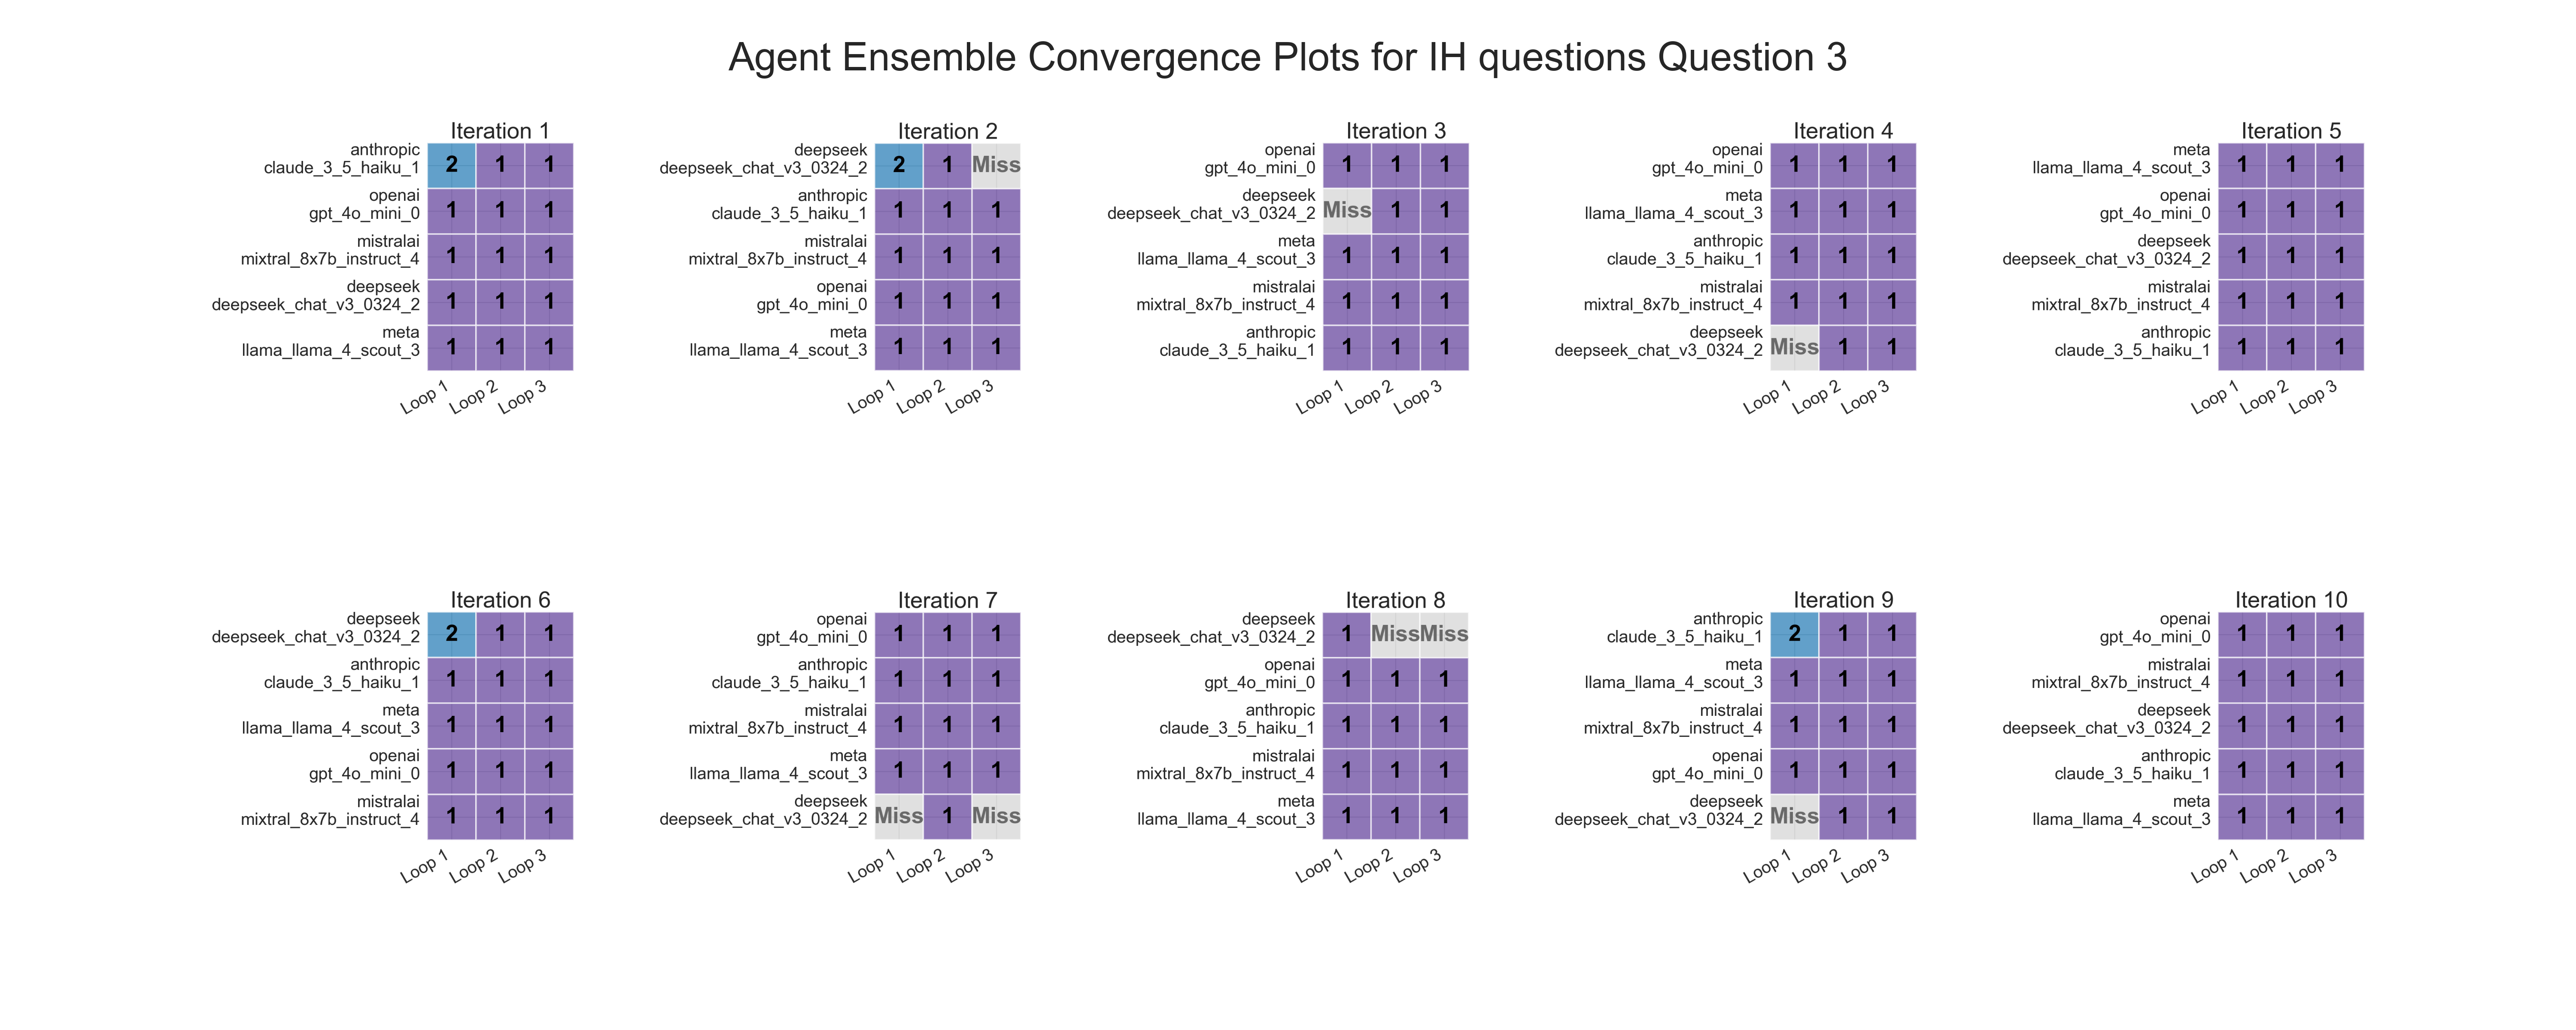 Agent Ensemble Convergence Plots for IH questions Question 3
Iteration 1
anthropic
claude_3_5_haiku_1 2 1 1
openai
gpt_4o_mini_0 1 1 1
mistralai
mixtral_8x7b_instruct_4 1 1 1
deepseek
deepseek_chat_v3_0324_2 1 1 1
meta
llama_llama_4_scout_3 1 1 1
Loop 1 Loop 2 Loop 3
Iteration 2
deepseek
deepseek_chat_v3_0324_2 2 1 Miss
anthropic
claude_3_5_haiku_1 1 1 1
mistralai
mixtral_8x7b_instruct_4 1 1 1
openai
gpt_4o_mini_0 1 1 1
meta
llama_llama_4_scout_3 1 1 1
Loop 1 Loop 2 Loop 3
Iteration 3
openai
gpt_4o_mini_0 1 1 1
deepseek
deepseek_chat_v3_0324_2 Miss 1 1
meta
llama_llama_4_scout_3 1 1 1
mistralai
mixtral_8x7b_instruct_4 1 1 1
anthropic
claude_3_5_haiku_1 1 1 1
Loop 1 Loop 2 Loop 3
Iteration 4
openai
gpt_4o_mini_0 1 1 1
meta
llama_llama_4_scout_3 1 1 1
anthropic
claude_3_5_haiku_1 1 1 1
mistralai
mixtral_8x7b_instruct_4 1 1 1
deepseek
deepseek_chat_v3_0324_2 Miss 1 1
Loop 1 Loop 2 Loop 3
Iteration 5
meta
llama_llama_4_scout_3 1 1 1
openai
gpt_4o_mini_0 1 1 1
deepseek
deepseek_chat_v3_0324_2 1 1 1
mistralai
mixtral_8x7b_instruct_4 1 1 1
anthropic
claude_3_5_haiku_1 1 1 1
Loop 1 Loop 2 Loop 3
Iteration 6
deepseek
deepseek_chat_v3_0324_2 2 1 1
anthropic
claude_3_5_haiku_1 1 1 1
meta
llama_llama_4_scout_3 1 1 1
openai
gpt_4o_mini_0 1 1 1
mistralai
mixtral_8x7b_instruct_4 1 1 1
Loop 1 Loop 2 Loop 3
Iteration 7
openai
gpt_4o_mini_0 1 1 1
anthropic
claude_3_5_haiku_1 1 1 1
mistralai
mixtral_8x7b_instruct_4 1 1 1
meta
llama_llama_4_scout_3 1 1 1
deepseek
deepseek_chat_v3_0324_2 Miss 1 Miss
Loop 1 Loop 2 Loop 3
Iteration 8
deepseek
deepseek_chat_v3_0324_2 1 Miss Miss
openai
gpt_4o_mini_0 1 1 1
anthropic
claude_3_5_haiku_1 1 1 1
mistralai
mixtral_8x7b_instruct_4 1 1 1
meta
llama_llama_4_scout_3 1 1 1
Loop 1 Loop 2 Loop 3
Iteration 9
anthropic
claude_3_5_haiku_1 2 1 1
meta
llama_llama_4_scout_3 1 1 1
mistralai
mixtral_8x7b_instruct_4 1 1 1
openai
gpt_4o_mini_0 1 1 1
deepseek
deepseek_chat_v3_0324_2 Miss 1 1
Loop 1 Loop 2 Loop 3
Iteration 10
openai
gpt_4o_mini_0 1 1 1
mistralai
mixtral_8x7b_instruct_4 1 1 1
deepseek
deepseek_chat_v3_0324_2 1 1 1
anthropic
claude_3_5_haiku_1 1 1 1
meta
llama_llama_4_scout_3 1 1 1
Loop 1 Loop 2 Loop 3